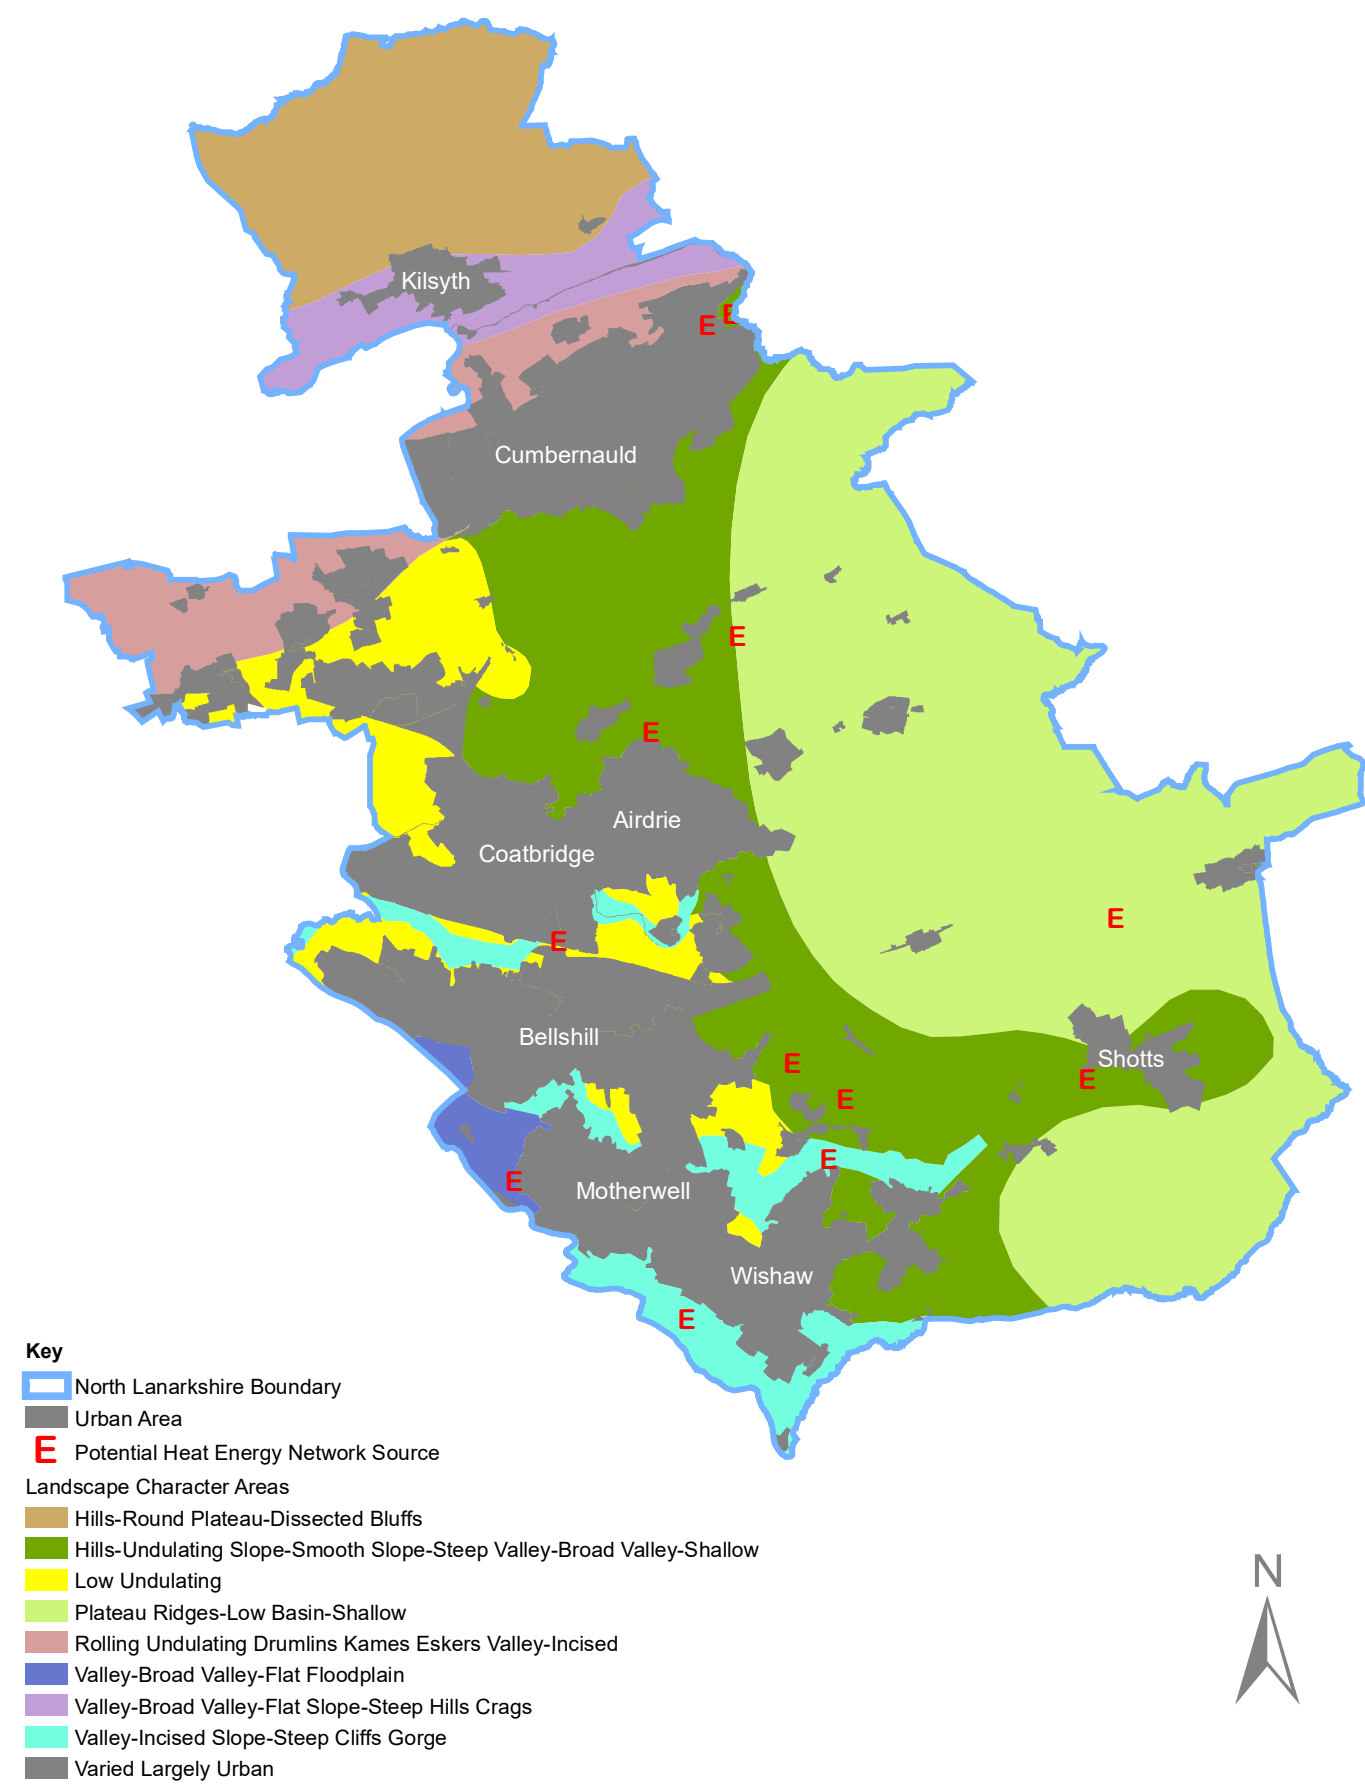 Kilsyth
E
E
Cumbernauld
E
E
Airdrie
Coatbridge
E
E
Bellshill
Shotts
E
E
E
E
E
Motherwell
Wishaw
E
Key
North Lanarkshire Boundary
Urban Area
E Potential Heat Energy Network Source
Landscape Character Areas
Hills-Round Plateau-Dissected Bluffs
Hills-Undulating Slope-Smooth Slope-Steep Valley-Broad Valley-Shallow
Low Undulating
Plateau Ridges-Low Basin-Shallow
Rolling Undulating Drumlins Kames Eskers Valley-Incised
Valley-Broad Valley-Flat Floodplain
Valley-Broad Valley-Flat Slope-Steep Hills Crags
Valley-Incised Slope-Steep Cliffs Gorge
Varied Largely Urban
N